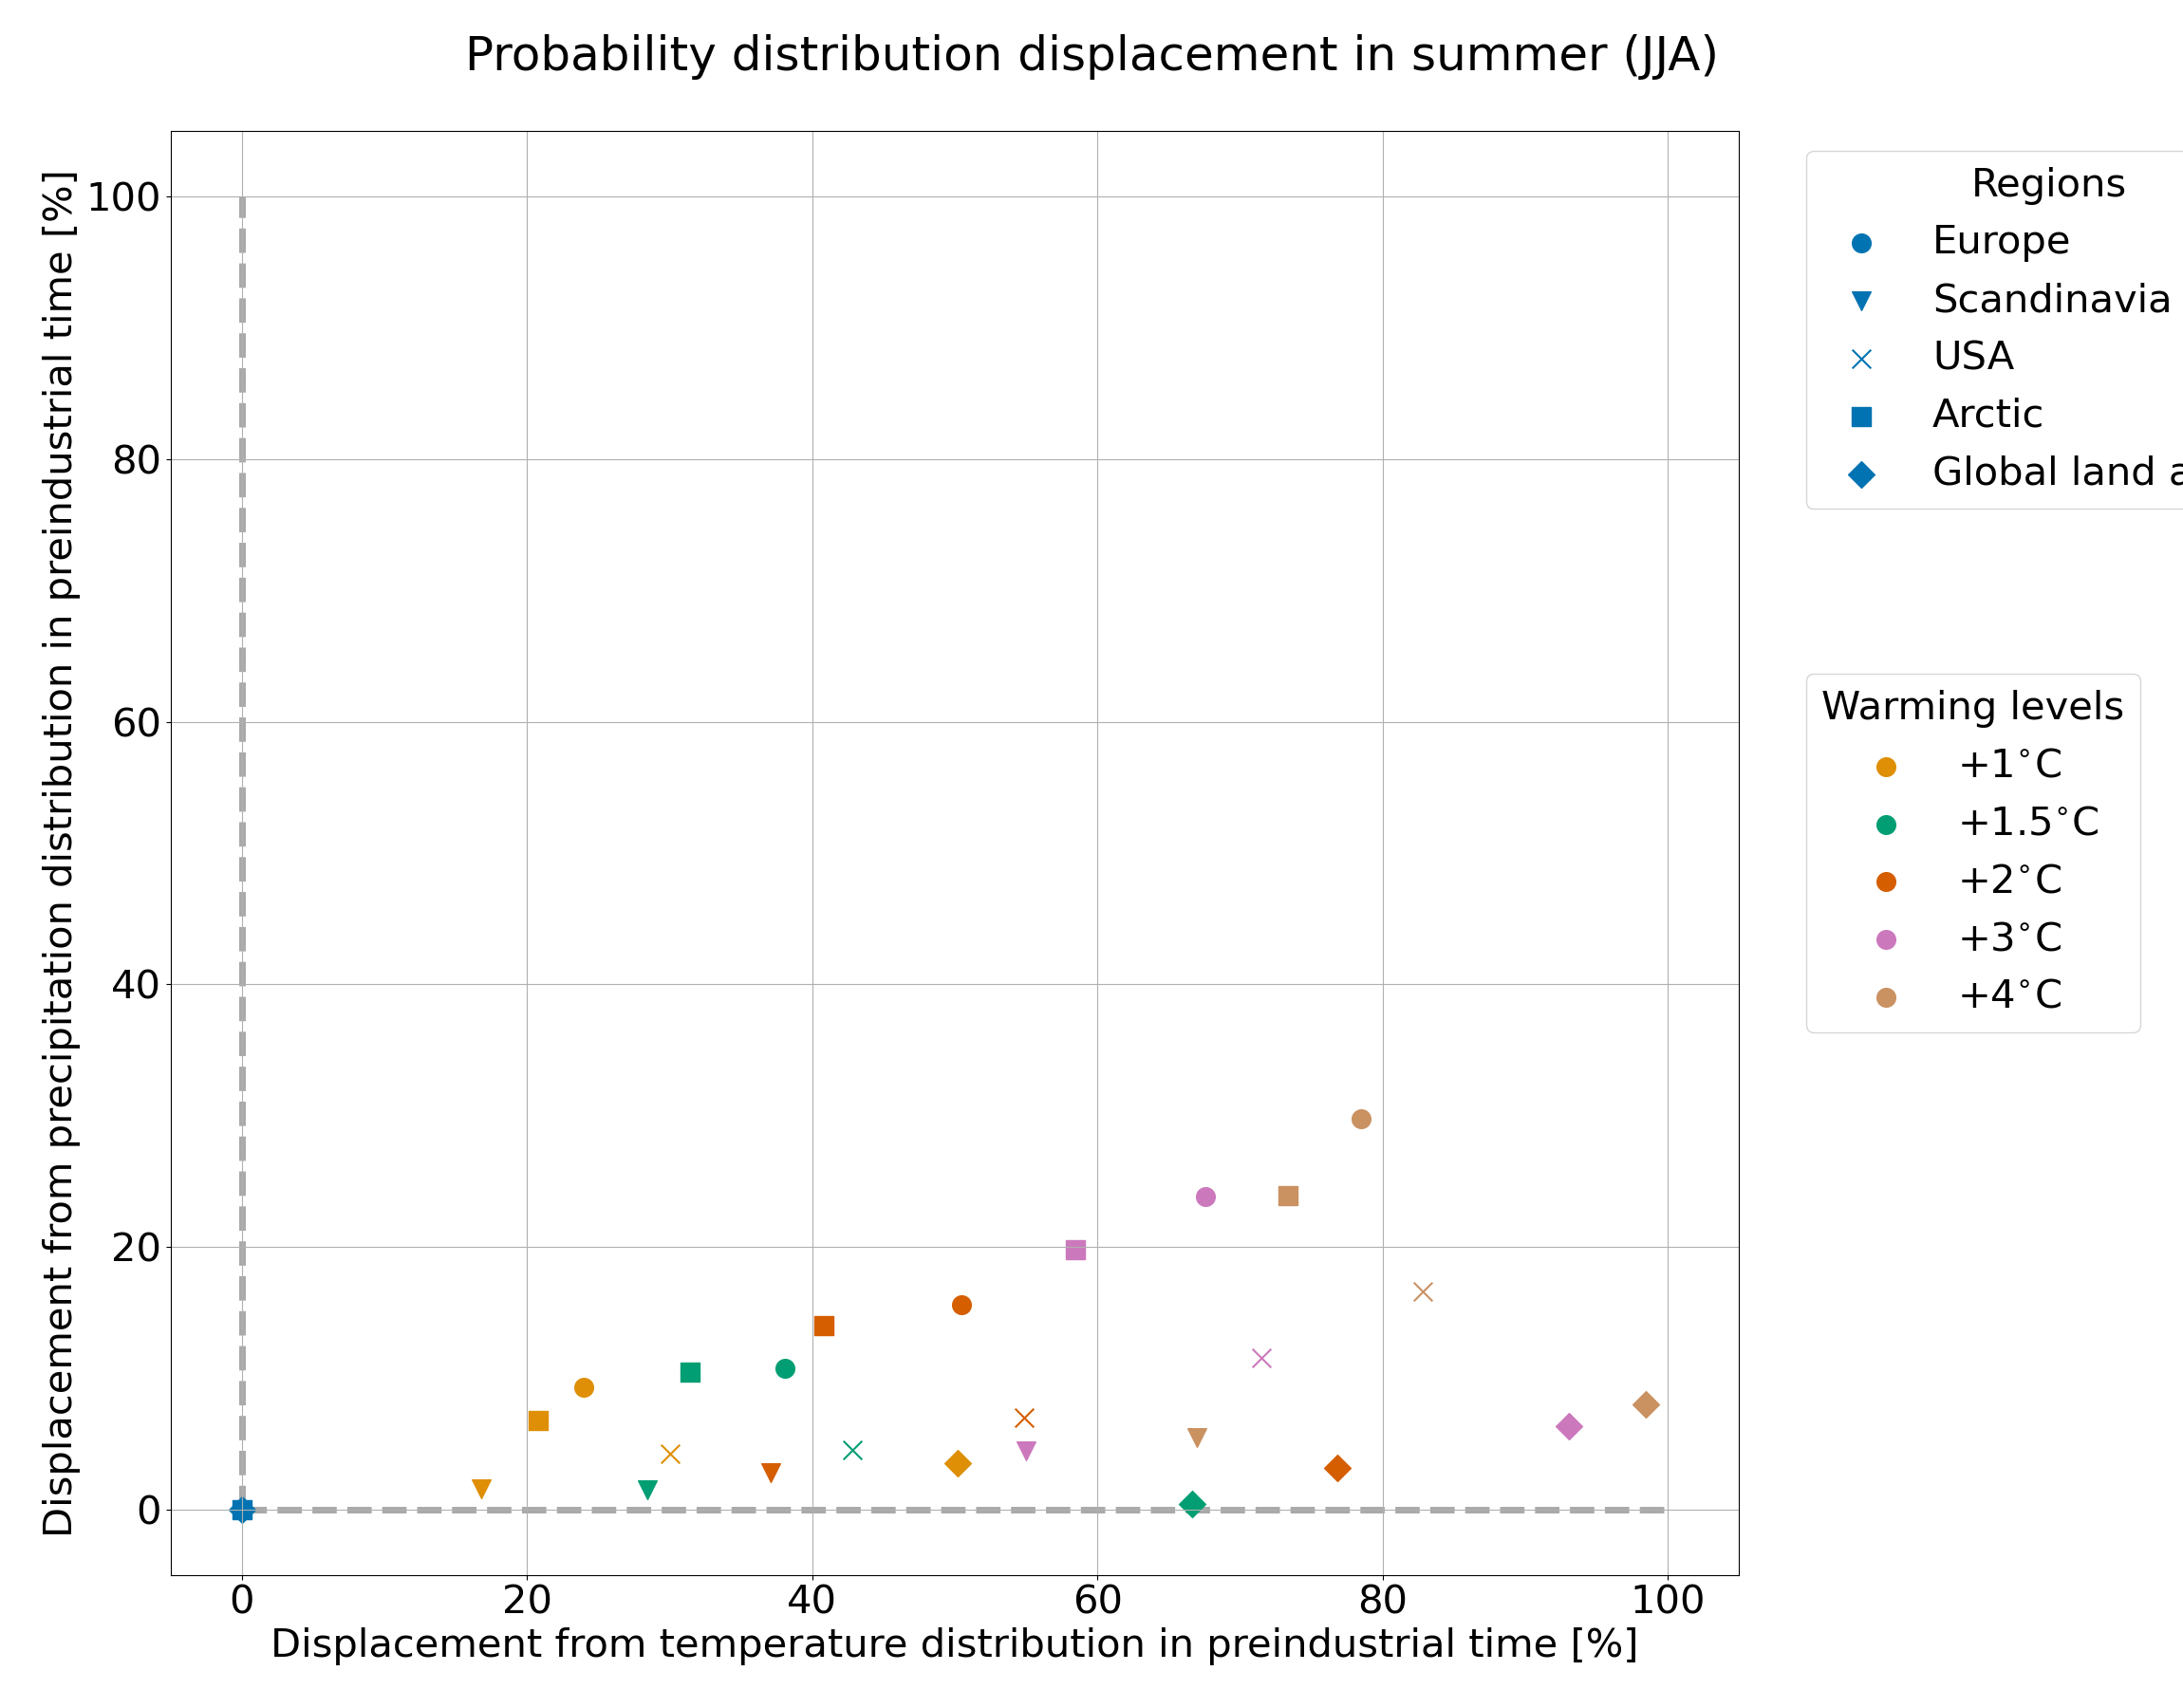 Probability distribution displacement in summer (JJA)
Displacement from precipitation distribution in preindustrial time [%]
100
80
60
40
20
0
0 20 40 60 80 100
Displacement from temperature distribution in preindustrial time [%]
Regions
Europe
Scandinavia
USA
Arctic
Global land a
Warming levels
+1°C
+1.5°C
+2°C
+3°C
+4°C